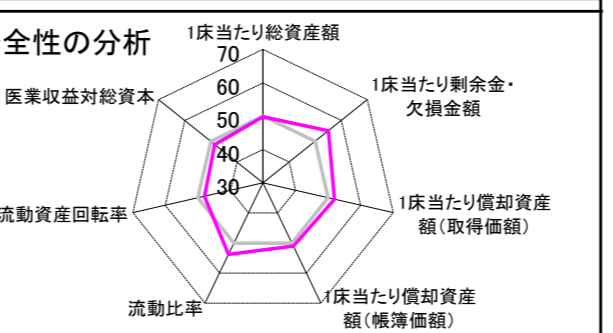 全性の分析
1床当たり総資産額
1床当たり剰余金・
欠損金額
1床当たり償却資産
額(取得価額)
1床当たり償却資産
額(帳簿価額)
流動比率
流動資産回転率
医業収益対総資本
70
60
50
40
30